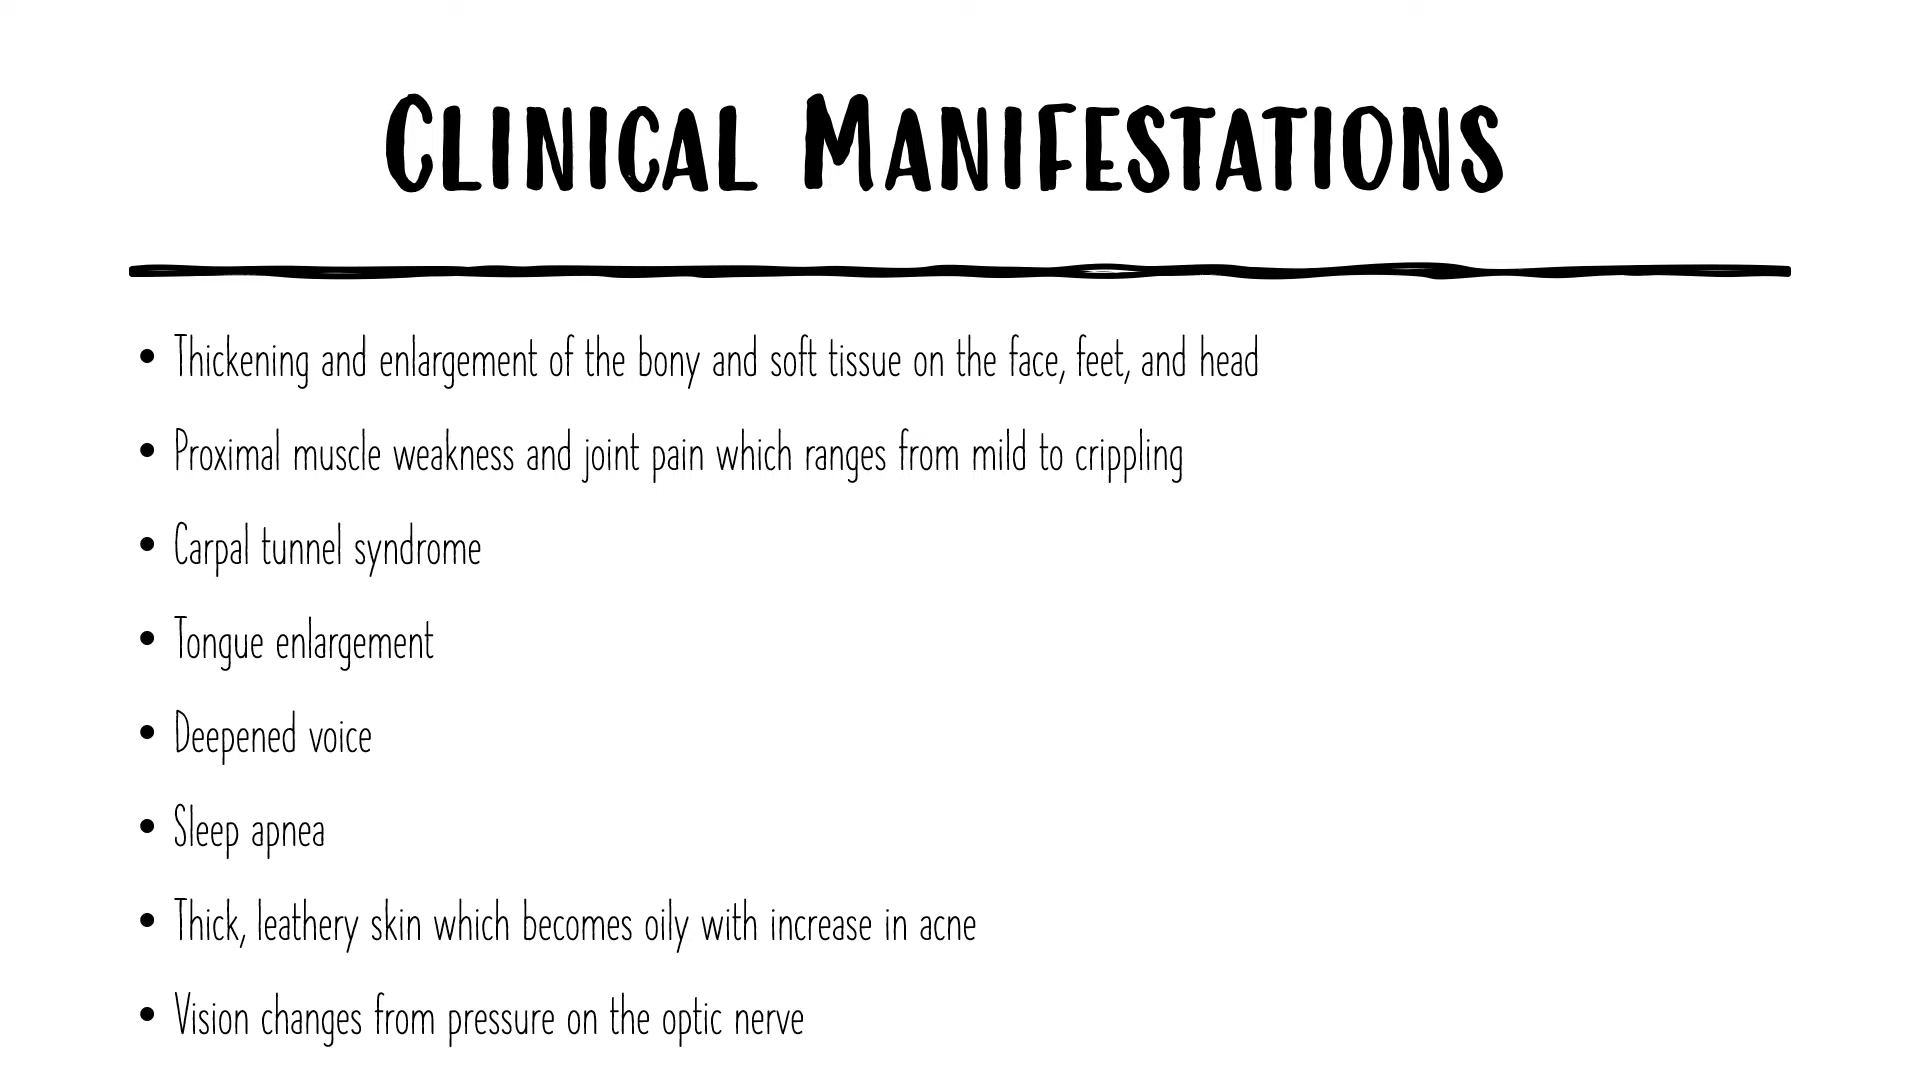 Clinical Manifestations
• Thickening and enlargement of the bony and soft tissue on the face, feet, and head
• Proximal muscle weakness and joint pain which ranges from mild to crippling
• Carpal tunnel syndrome
• Tongue enlargement
• Deepened voice
• Sleep apnea
• Thick, leathery skin which becomes oily with increase in acne
• Vision changes from pressure on the optic nerve